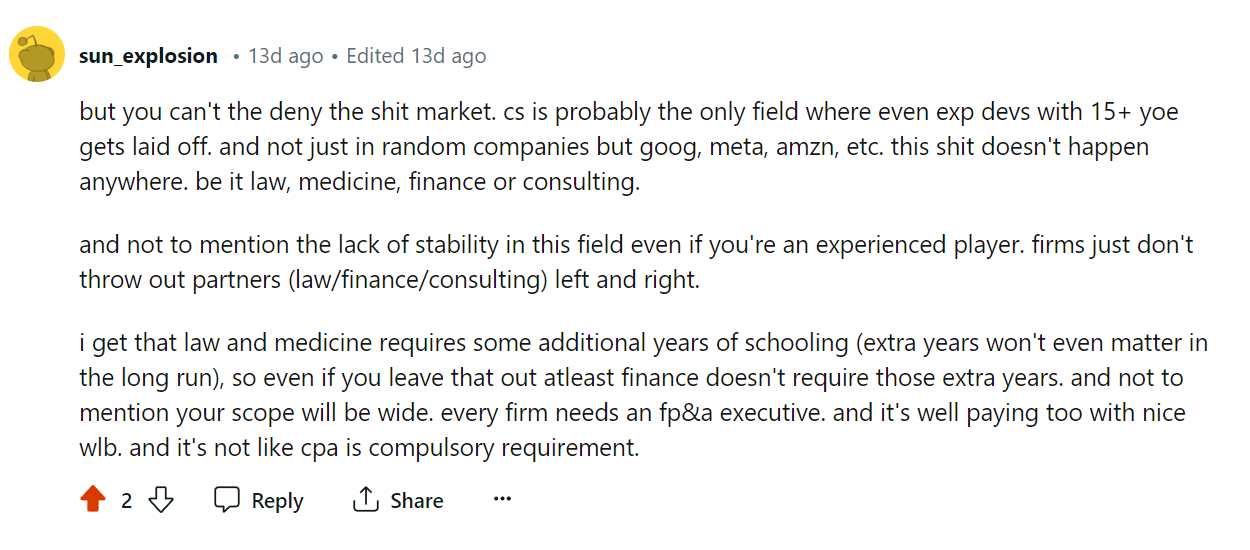 sun_explosion • 13d ago • Edited 13d ago
but you can't the deny the shit market. cs is probably the only field where even exp devs with 15+ yoe
gets laid off. and not just in random companies but goog, meta, amzn, etc. this shit doesn't happen
anywhere. be it law, medicine, finance or consulting.
and not to mention the lack of stability in this field even if you're an experienced player. firms just don't
throw out partners (law/finance/consulting) left and right.
i get that law and medicine requires some additional years of schooling (extra years won't even matter in
the long run), so even if you leave that out atleast finance doesn't require those extra years. and not to
mention your scope will be wide. every firm needs an fp&a executive. and it's well paying too with nice
wlb. and it's not like cpa is compulsory requirement.
2 Reply Share ...